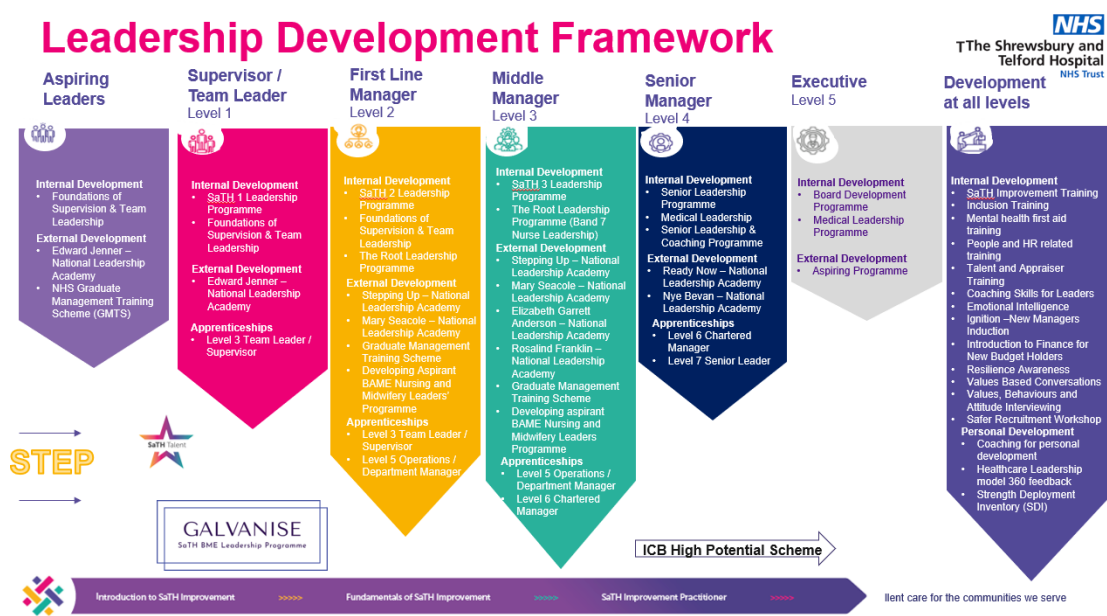 Leadership Development Framework
NHS
TThe Shrewsbury and
Telford Hospital
NHS Trust
Aspiring
Leaders
Internal Development
• Foundations of
Supervision & Team
Leadership
External Development
• Edward Jenner –
National Leadership
Academy
• NHS Graduate
Management Training
Scheme (GMTS)
Supervisor /
Team Leader
Level 1
Internal Development
• SaTH 1 Leadership
Programme
• Foundations of
Supervision & Team
Leadership
External Development
• Edward Jenner –
National Leadership
Academy
Apprenticeships
• Level 3 Team Leader /
Supervisor
First Line
Manager
Level 2
Internal Development
• SaTH 2 Leadership
Programme
• Foundations of
Supervision & Team
Leadership
• The Root Leadership
Programme
External Development
• Stepping Up – National
Leadership Academy
• Mary Seacole – National
Leadership Academy
• Graduate Management
Training Scheme
• Developing Aspirant
BAME Nursing and
Midwifery Leaders'
Programme
Apprenticeships
• Level 3 Team Leader /
Supervisor
• Level 5 Operations /
Department Manager
Middle
Manager
Level 3
Internal Development
• SaTH 3 Leadership
Programme
• The Root Leadership
Programme (Band 7
Nurse Leadership)
External Development
• Stepping Up – National
Leadership Academy
• Mary Seacole – National
Leadership Academy
• Elizabeth Garrett
Anderson – National
Leadership Academy
• Rosalind Franklin –
National Leadership
Academy
• Graduate Management
Training Scheme
• Developing aspirant
BAME Nursing and
Midwifery Leaders
Programme
Apprenticeships
• Level 5 Operations /
Department Manager
• Level 6 Chartered
Manager
Senior
Manager
Level 4
Internal Development
• Senior Leadership
Programme
• Medical Leadership
• Senior Leadership &
Coaching Programme
External Development
• Ready Now – National
Leadership Academy
• Nye Bevan – National
Leadership Academy
Apprenticeships
• Level 6 Chartered
Manager
• Level 7 Senior Leader
Executive
Level 5
Internal Development
• Board Development
Programme
• Medical Leadership
Programme
External Development
• Aspiring Programme
Development
at all levels
Internal Development
• SaTH Improvement Training
• Inclusion Training
• Mental health first aid
training
• People and HR related
training
• Talent and Appraiser
Training
• Coaching Skills for Leaders
• Emotional Intelligence
• Ignition –New Managers
Induction
• Introduction to Finance for
New Budget Holders
• Resilience Awareness
• Values Based Conversations
• Values, Behaviours and
Attitude Interviewing
• Safer Recruitment Workshop
Personal Development
• Coaching for personal
development
• Healthcare Leadership
model 360 feedback
• Strength Deployment
Inventory (SDI)
STEP
SaTH Talent
GALVANISE
SaTH BME Leadership Programme
ICB High Potential Scheme
Introduction to SaTH Improvement >>>>> Fundamentals of SaTH Improvement >>>>> SaTH Improvement Practitioner >>>>>
llent care for the communities we serve